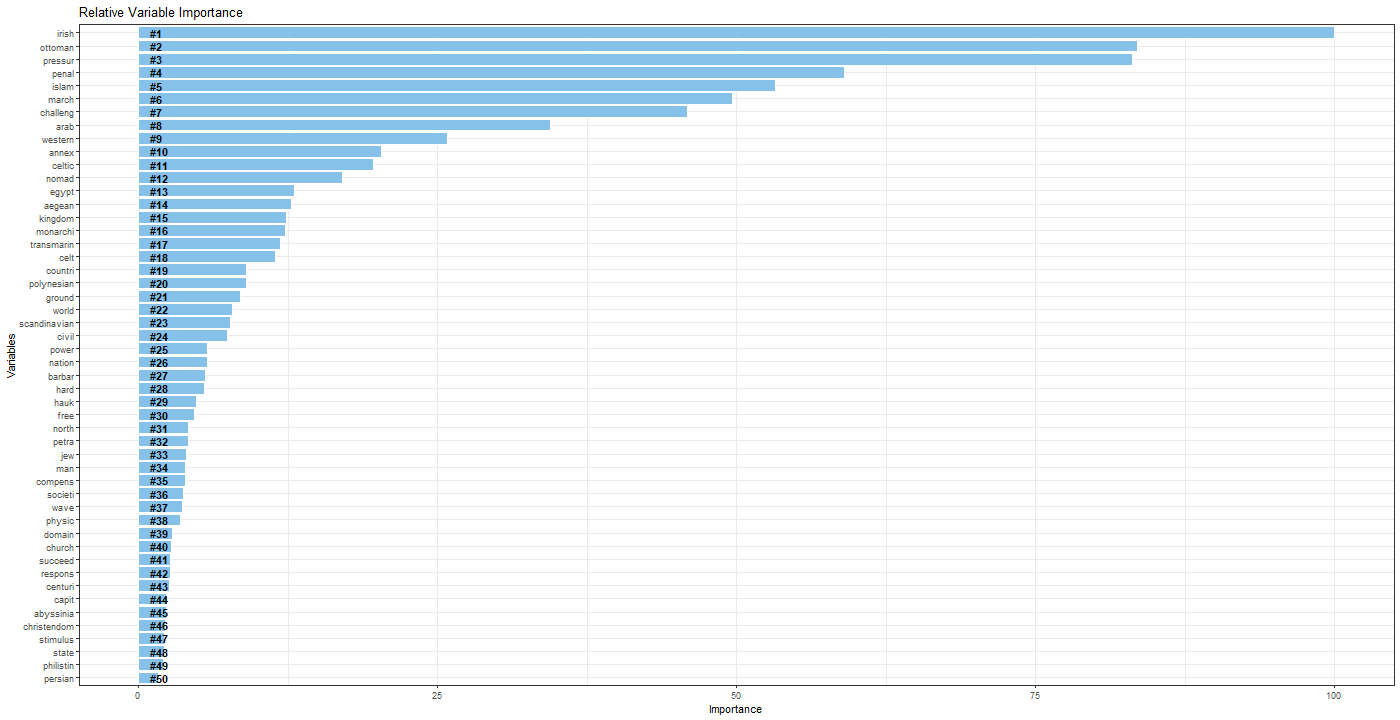 Relative Variable Importance
irish #1
ottoman #2
pressur #3
penal #4
islam #5
march #6
challeng #7
arab #8
western #9
annex #10
celtic #11
nomad #12
egypt #13
aegean #14
kingdom #15
monarchi #16
transmarin #17
celt #18
countri #19
polynesian #20
ground #21
world #22
scandinavian #23
civil #24
power #25
nation #26
barbar #27
hard #28
hauk #29
free #30
north #31
petra #32
jew #33
man #34
compens #35
societi #36
wave #37
physic #38
domain #39
church #40
succeed #41
respons #42
centuri #43
capit #44
abyssinia #45
christendom #46
stimulus #47
state #48
philistin #49
persian #50
Variables
0 25 50 75 100
Importance